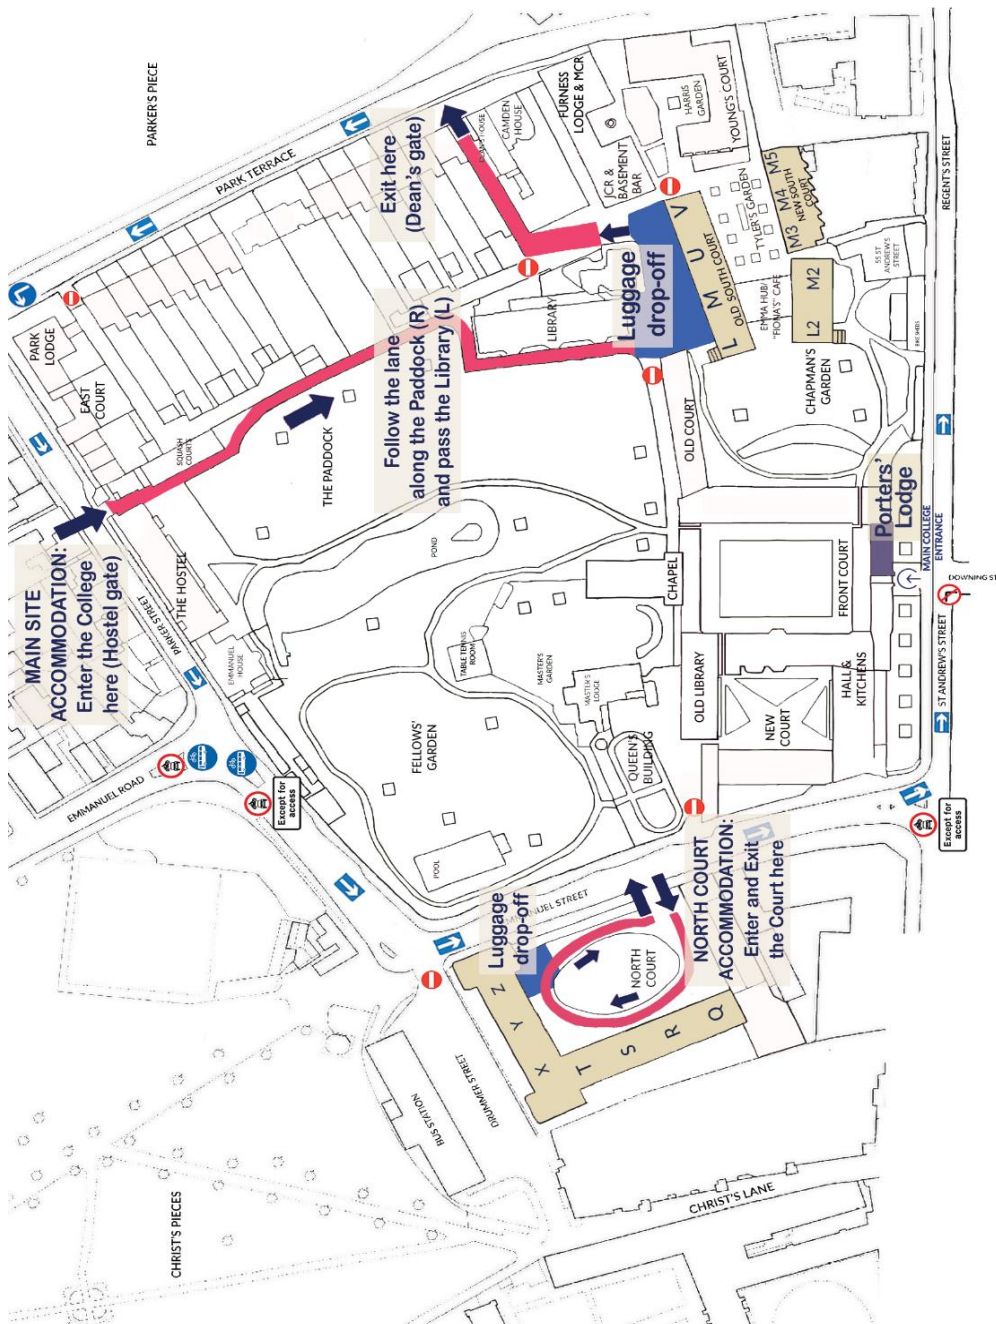 PARKER'S PIECE
PARK TERRACE
Exit here
(Dean's gate)
CAMDEN
HOUSE
FURNESS
LODGE & MCR
HARRIS
GARDEN
YOUNG'S COURT
JCR &
BASEMENT
BAR
PARK
LODGE
EAST
COURT
SQUASH
COURTS
Follow the lane
along the Paddock (R)
and pass the Library (L)
LIBRARY
Luggage
drop-off
L M U V
OLD SOUTH COURT
TYLER'S GARDEN
M3 M4 M5
NEW SOUTH
COURT
EMMA HUB/
"FIONA'S" CAFE
L2 M2
55 ST
ANDREW'S
STREET
BIKE SHEDS
REGENT'S STREET
CHAPMAN'S
GARDEN
OLD COURT
THE PADDOCK
MAIN SITE
ACCOMMODATION:
Enter the College
here (Hostel gate)
PARKER STREET
THE HOSTEL
EMMANUEL
HOUSE
POND
CHAPEL
FRONT COURT
Porters'
Lodge
MAIN COLLEGE
ENTRANCE
DOWNING ST
ST ANDREW'S STREET
TABLE TENNIS
ROOM
MASTER'S
GARDEN
MASTER'S
LODGE
OLD LIBRARY
NEW
COURT
HALL &
KITCHENS
FELLOWS'
GARDEN
QUEEN'S
BUILDING
POOL
EMMANUEL ROAD
Except for
access
Except for
access
EMMANUEL STREET
NORTH COURT
ACCOMMODATION:
Enter and Exit
the Court here
Luggage
drop-off
NORTH
COURT
X Y Z
T S R Q
BUS STATION
DRUMMER STREET
CHRIST'S PIECES
CHRIST'S LANE